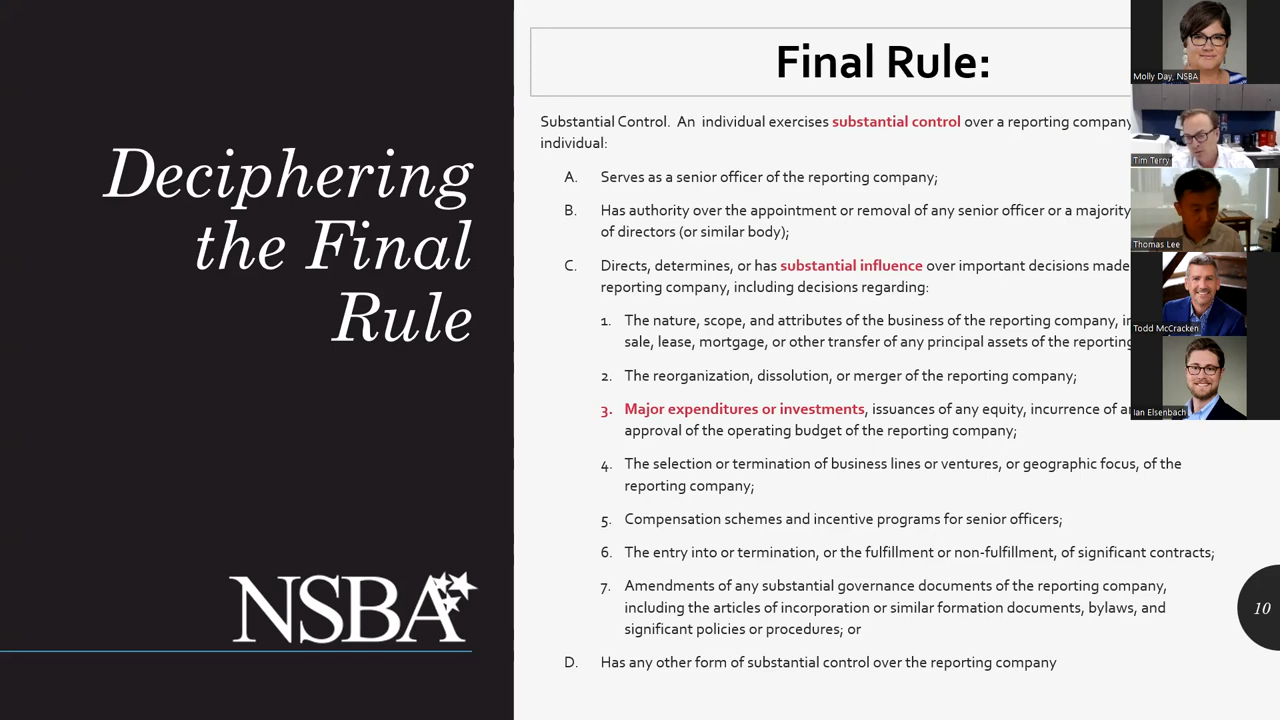 Deciphering
the Final
Rule
NSBA
Final Rule:
Substantial Control. An individual exercises substantial control over a reporting company
individual:
A. Serves as a senior officer of the reporting company;
B. Has authority over the appointment or removal of any senior officer or a majority
of directors (or similar body);
C. Directs, determines, or has substantial influence over important decisions made
reporting company, including decisions regarding:
1. The nature, scope, and attributes of the business of the reporting company,
sale, lease, mortgage, or other transfer of any principal assets of the reporting
2. The reorganization, dissolution, or merger of the reporting company;
3. Major expenditures or investments, issuances of any equity, incurrence of
approval of the operating budget of the reporting company;
4. The selection or termination of business lines or ventures, or geographic focus, of the
reporting company;
5. Compensation schemes and incentive programs for senior officers;
6. The entry into or termination, or the fulfillment or non-fulfillment, of significant contracts;
7. Amendments of any substantial governance documents of the reporting company,
including the articles of incorporation or similar formation documents, bylaws, and
significant policies or procedures; or
D. Has any other form of substantial control over the reporting company
10
Molly Day, NSBA
Tim Terry
Thomas Lee
Todd McCracken
Ian Elsenbach